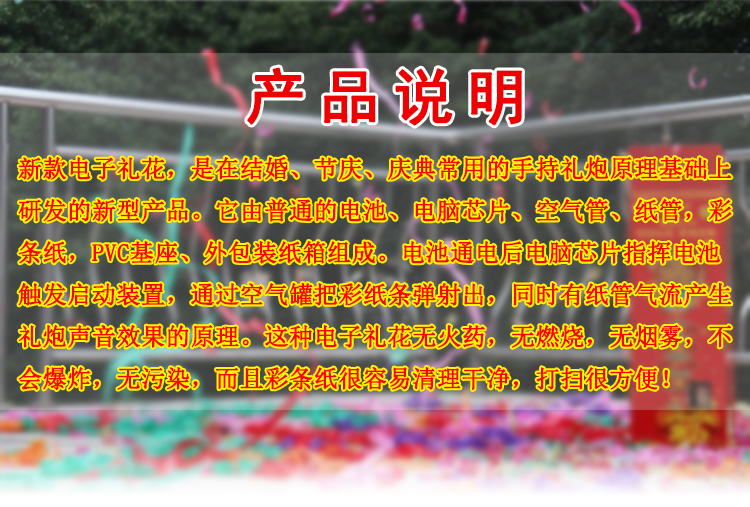 产品说明
新款电子礼花，是在结婚、节庆、庆典常用的手持礼炮原理基础上
研发的新型产品。它由普通的电池、电脑芯片、空气管、纸管，彩
条纸，PVC基座、外包装纸箱组成。电池通电后电脑芯片指挥电池
触发启动装置，通过空气罐把彩纸条弹射出，同时有纸管气流产生
礼炮声音效果的原理。这种电子礼花无火药，无燃烧，无烟雾，不
会爆炸，无污染，而且彩条纸很容易清理干净，打扫很方便！